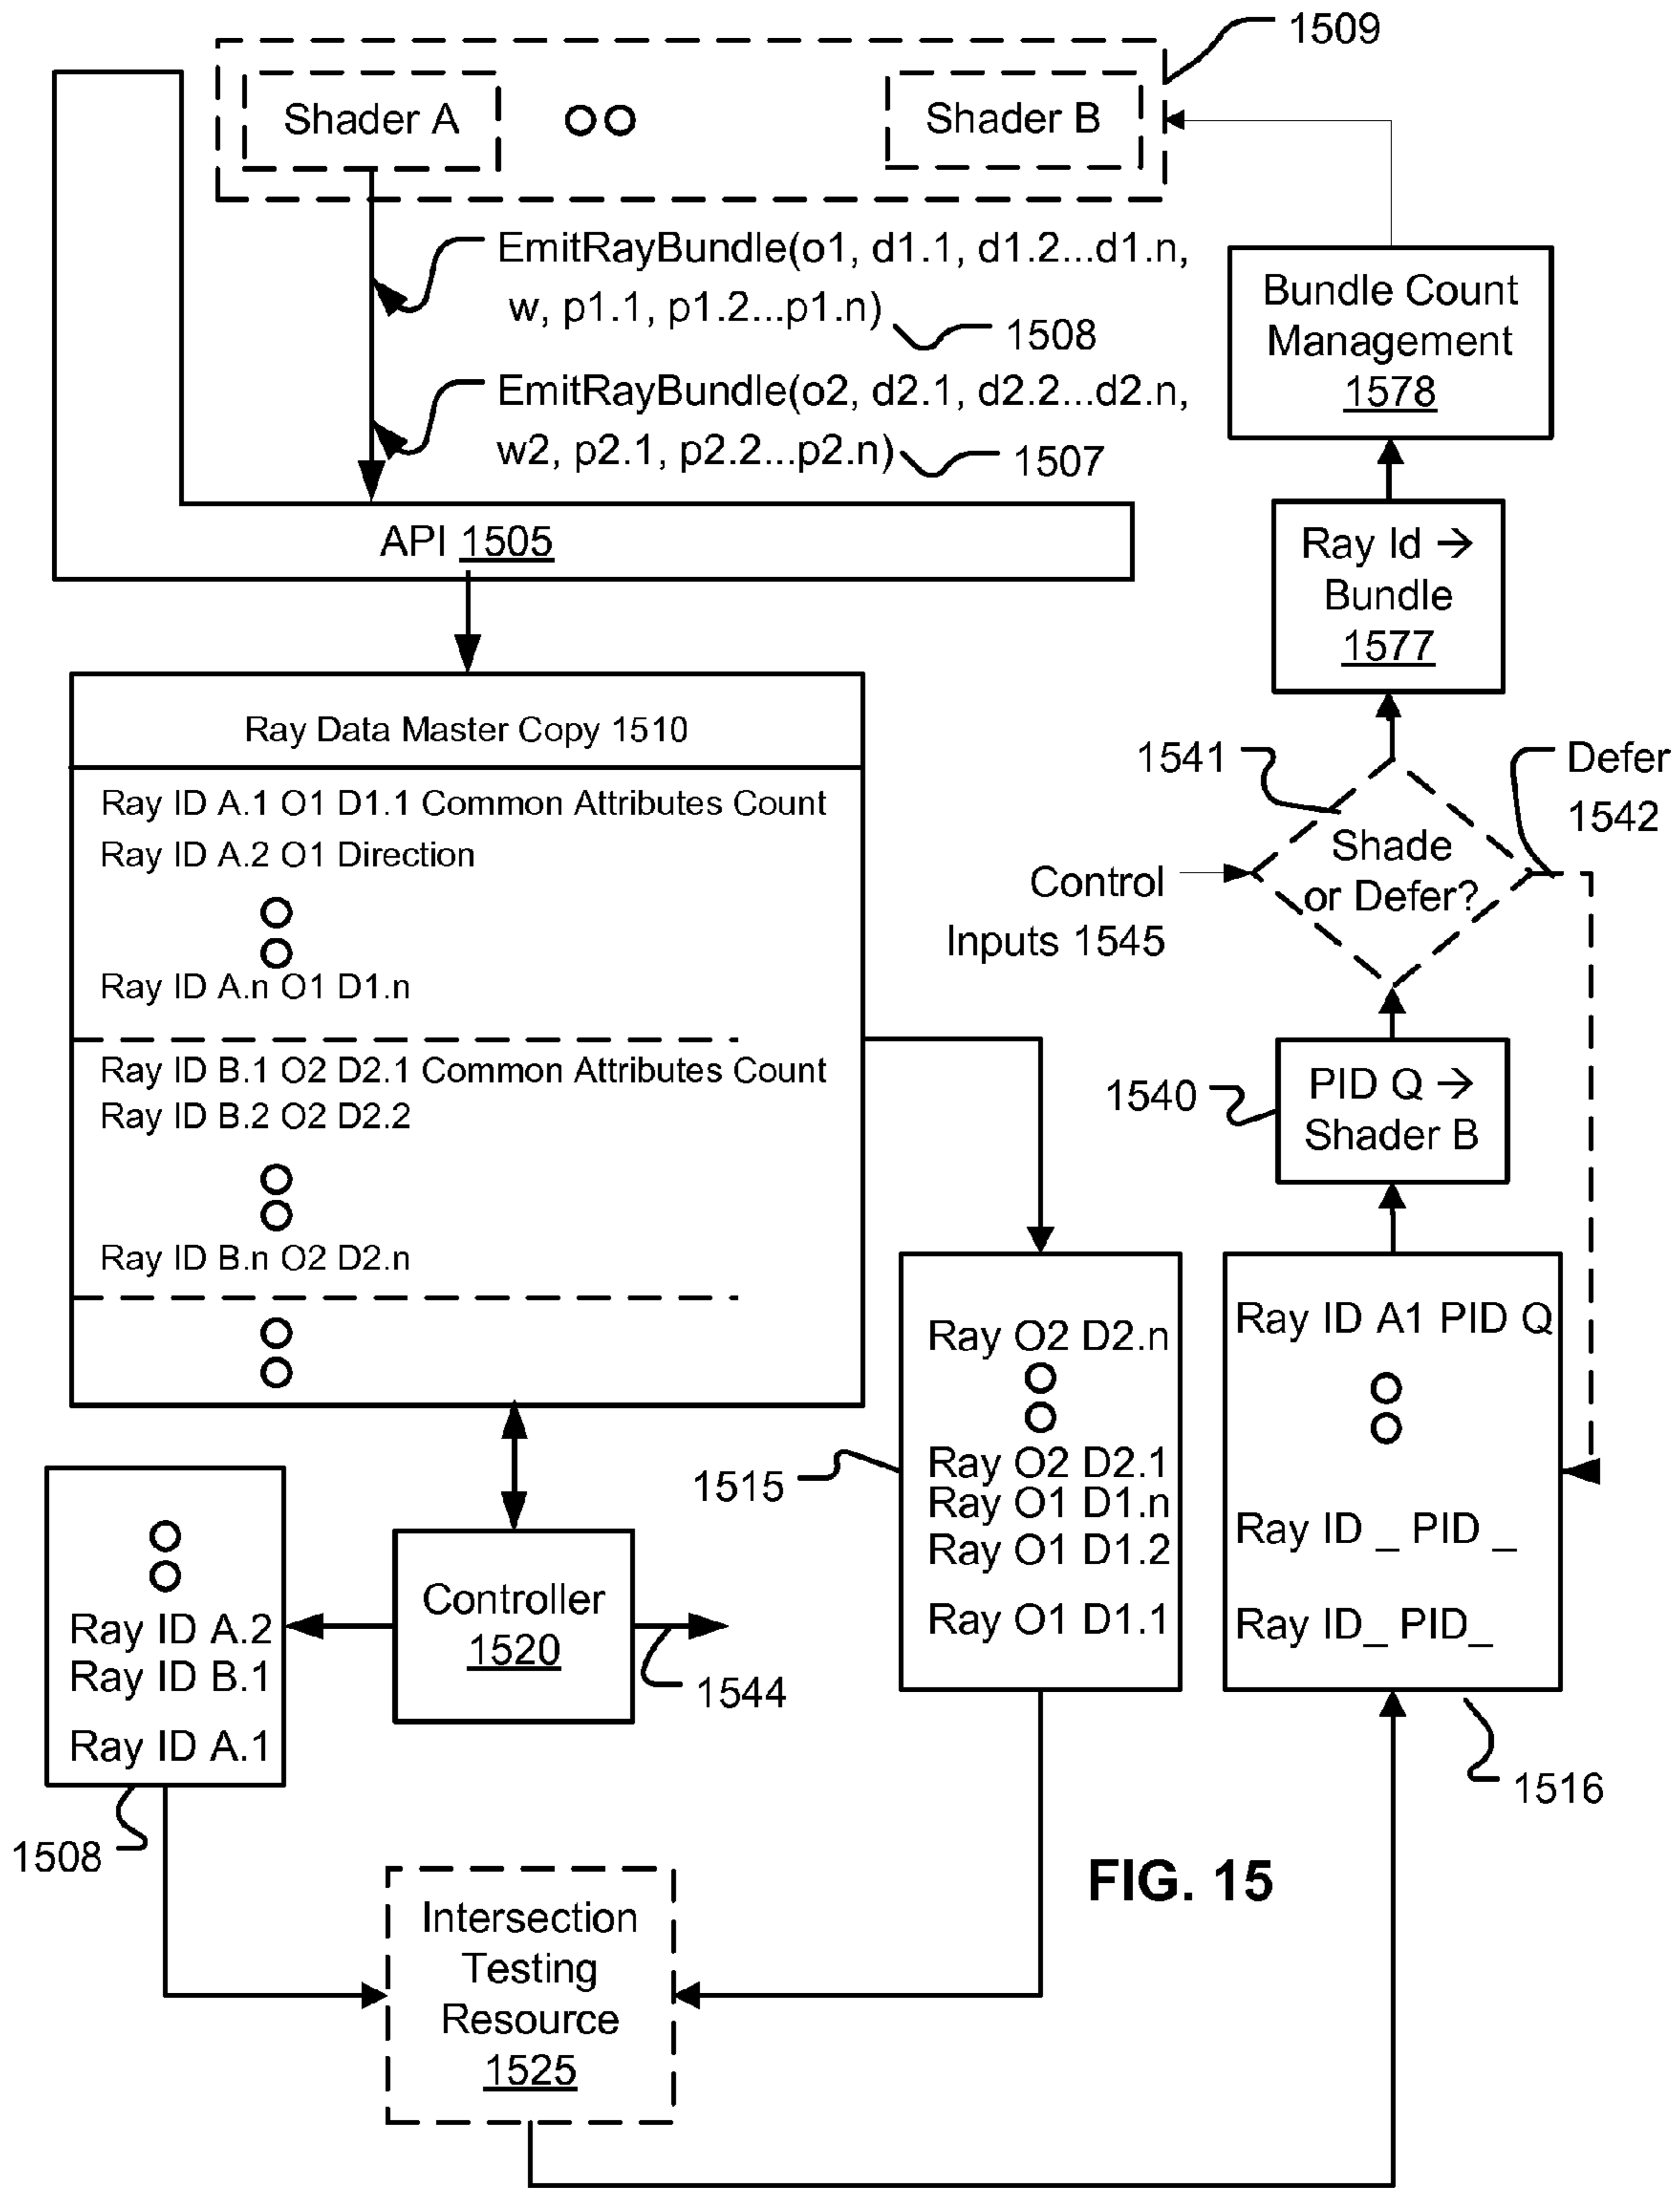 1509
Shader A
Shader B
EmitRayBundle(o1, d1.1, d1.2...d1.n,
w, p1.1, p1.2...p1.n)
1508
EmitRayBundle(o2, d2.1, d2.2...d2.n,
w2, p2.1, p2.2...p2.n)
1507
API 1505
Bundle Count
Management
1578
Ray Id →
Bundle
1577
Ray Data Master Copy 1510
Ray ID A.1 O1 D1.1 Common Attributes Count
Ray ID A.2 O1 Direction
Ray ID A.n O1 D1.n
Ray ID B.1 O2 D2.1 Common Attributes Count
Ray ID B.2 O2 D2.2
Ray ID B.n O2 D2.n
1541
Defer
1542
Shade
or Defer?
Control
Inputs 1545
1540
PID Q →
Shader B
Ray O2 D2.n
Ray O2 D2.1
Ray O1 D1.n
Ray O1 D1.2
Ray O1 D1.1
1515
Ray ID A1 PID Q
Ray ID _ PID _
Ray ID_ PID_
1516
Ray ID A.2
Ray ID B.1
Ray ID A.1
1508
Controller
1520
1544
Intersection
Testing
Resource
1525
FIG. 15